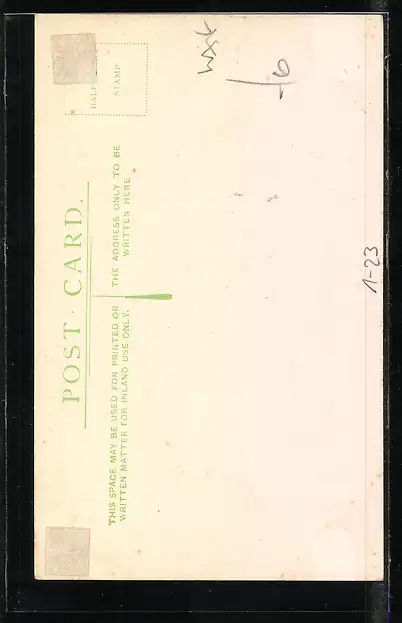 POST CARD.
THIS SPACE MAY BE USED FOR PRINTED OR
WRITTEN MATTER FOR INLAND USE ONLY.
THE ADDRESS ONLY TO BE
WRITTEN HERE
HALF
STAMP
1-23